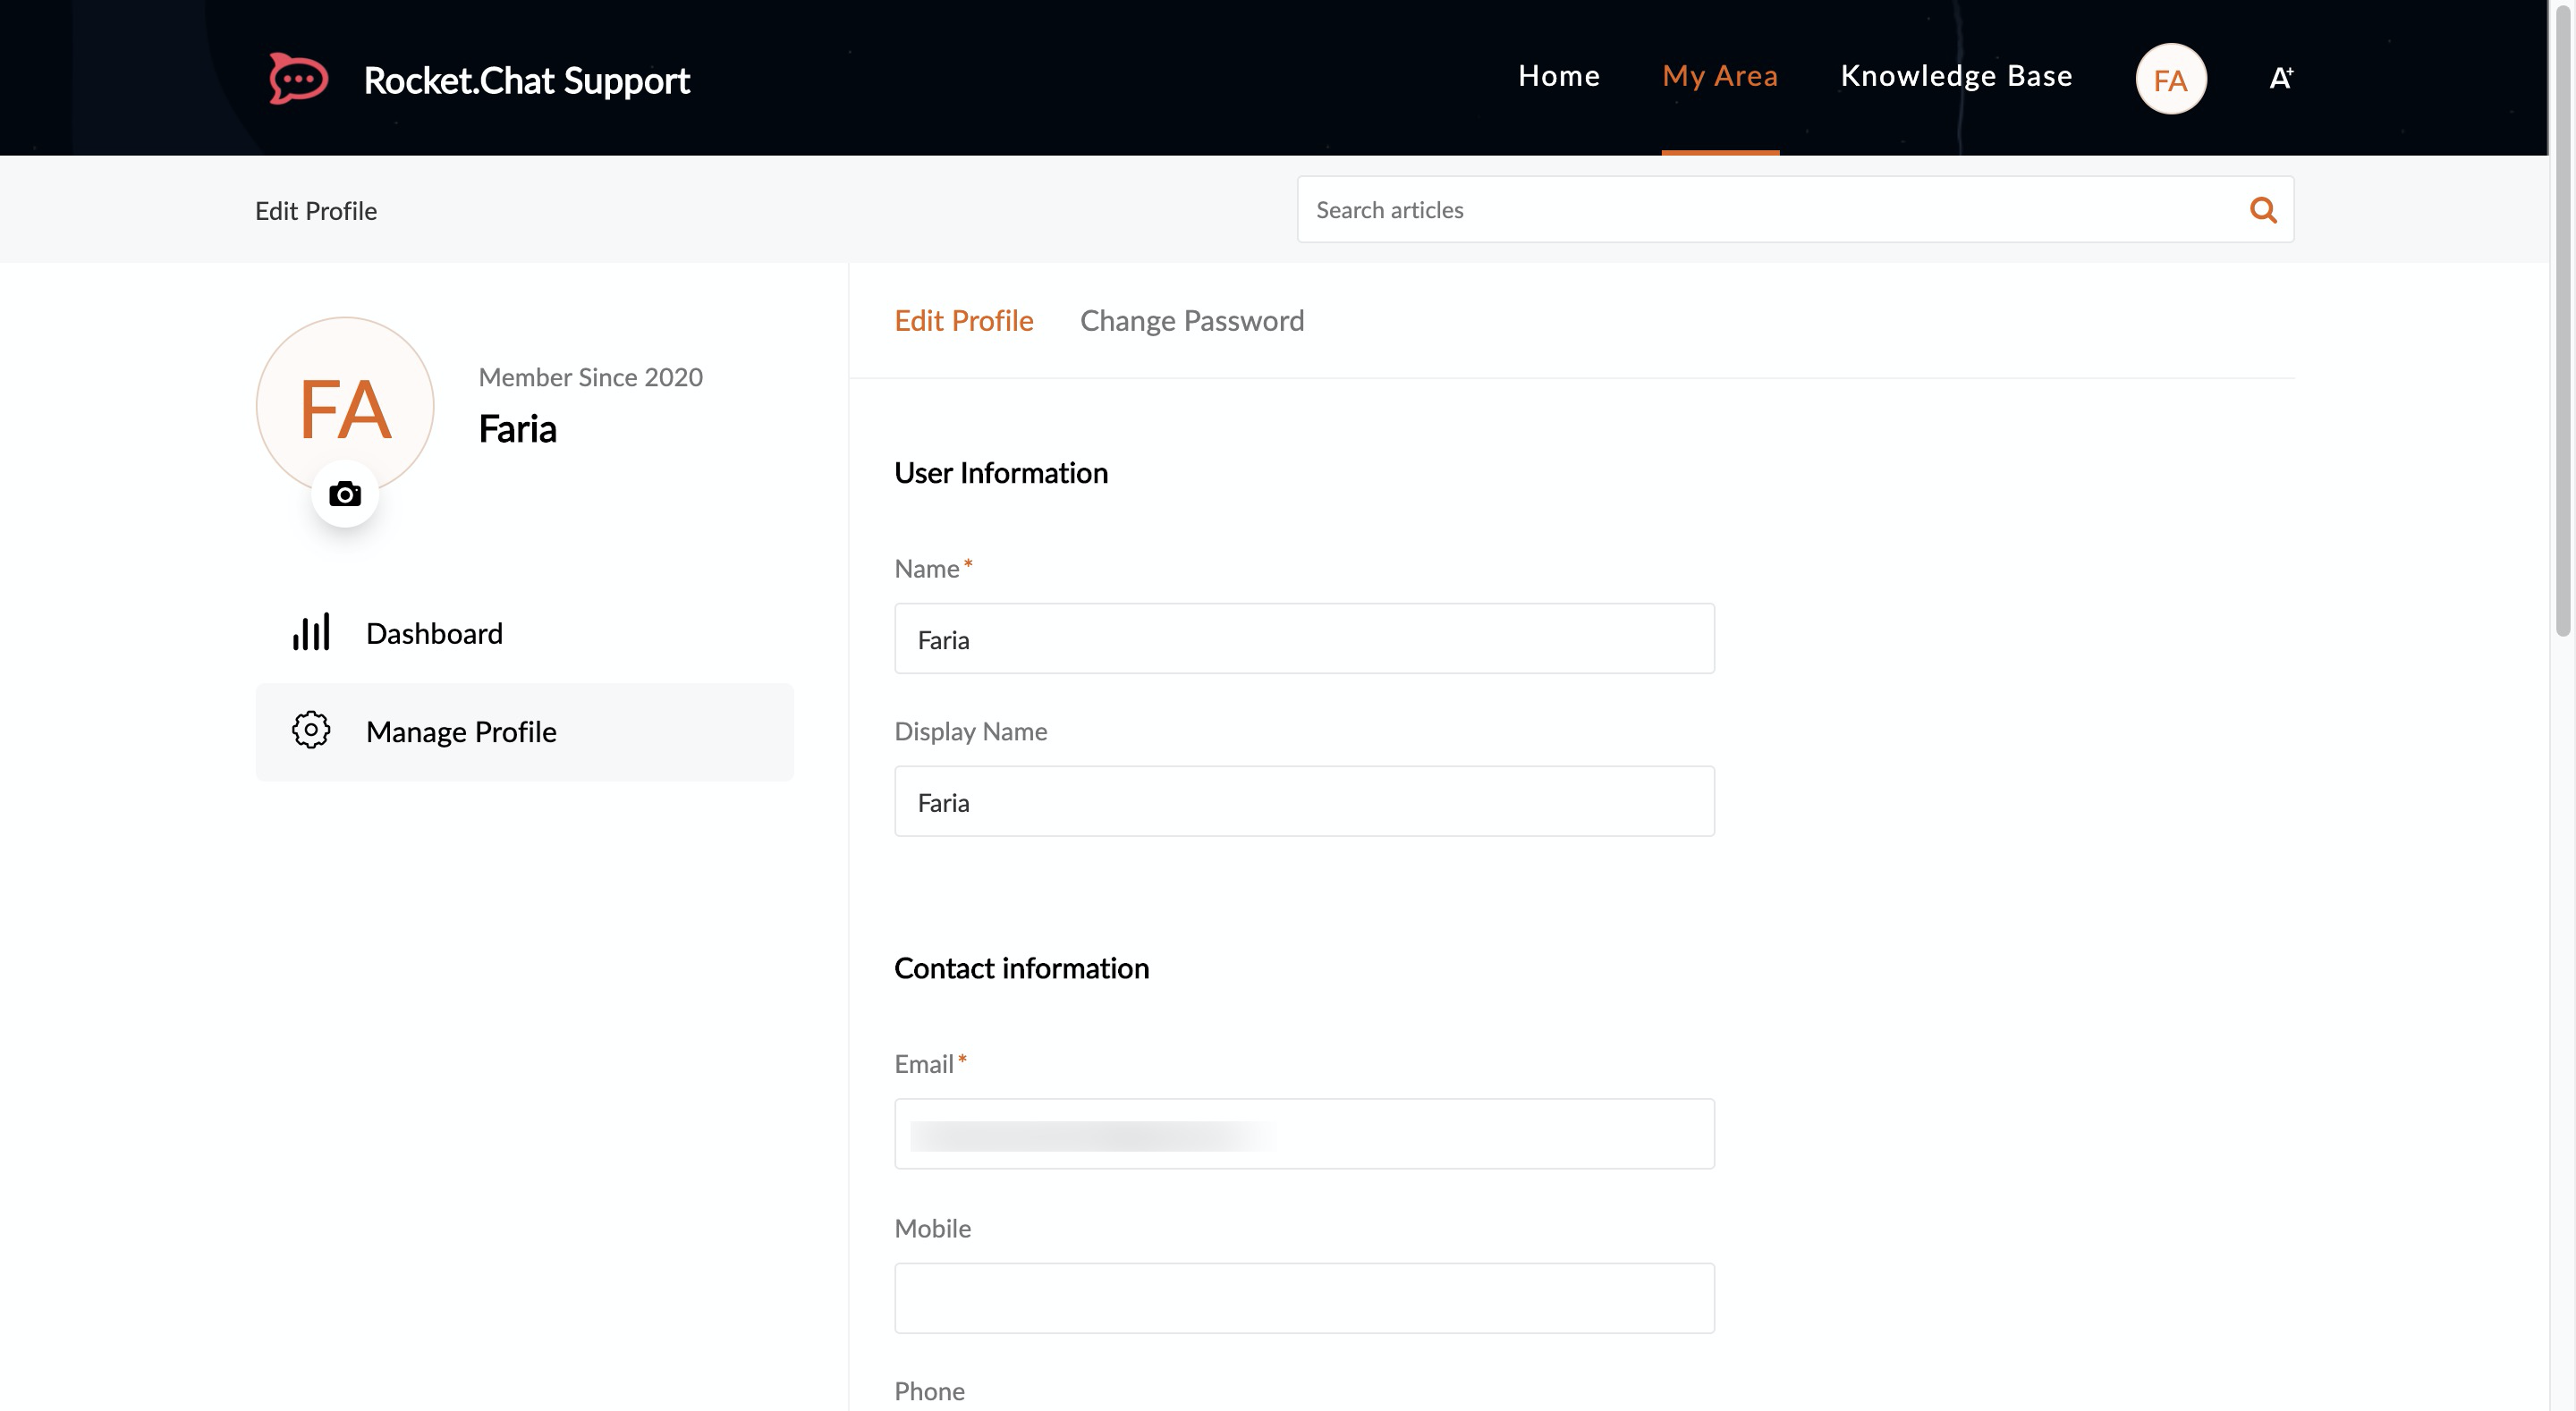 Rocket.Chat Support
Home
My Area
Knowledge Base
FA
A+
Edit Profile
Search articles
FA
Member Since 2020
Faria
Dashboard
Manage Profile
Edit Profile
Change Password
User Information
Name*
Faria
Display Name
Faria
Contact information
Email*
Mobile
Phone